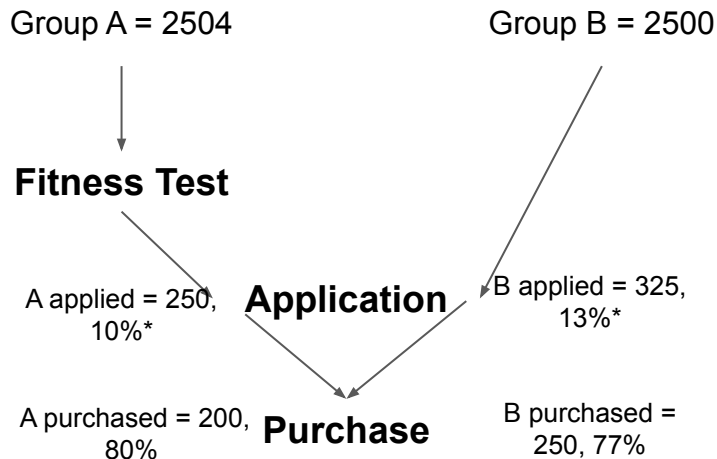 Group A = 2504
Group B = 2500
Fitness Test
A applied = 250,
10%*
Application
B applied = 325,
13%*
A purchased = 200,
80%
Purchase
B purchased =
250, 77%